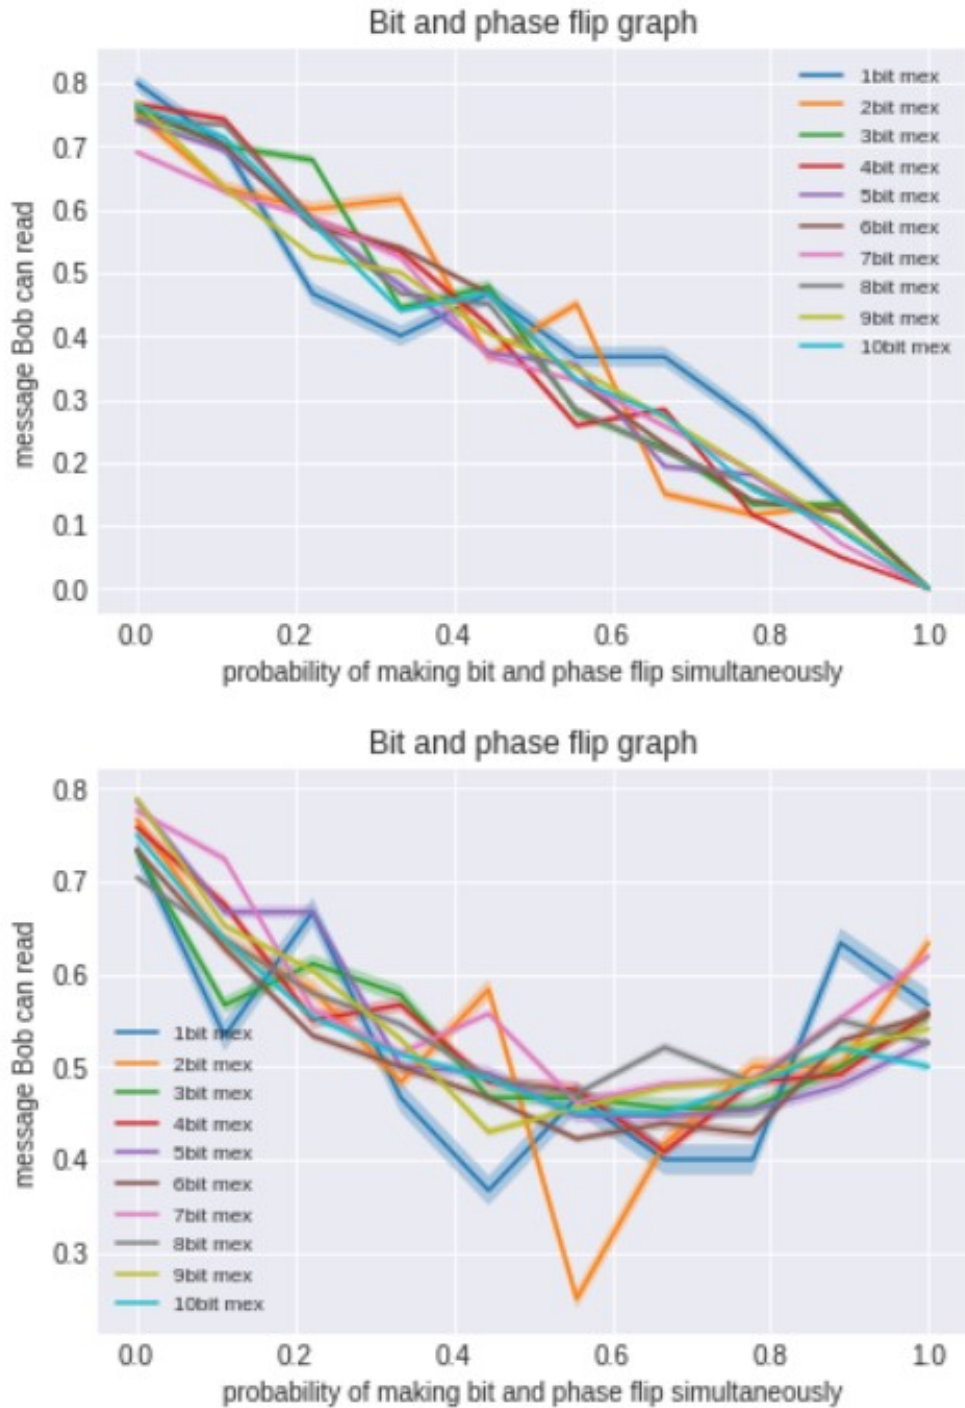 Bit and phase flip graph
message Bob can read
0.8
0.7
0.6
0.5
0.4
0.3
0.2
0.1
0.0
1bit mex
2bit mex
3bit mex
4bit mex
5bit mex
6bit mex
7bit mex
8bit mex
9bit mex
10bit mex
0.0 0.2 0.4 0.6 0.8 1.0
probability of making bit and phase flip simultaneously
Bit and phase flip graph
message Bob can read
0.8
0.7
0.6
0.5
0.4
0.3
1bit mex
2bit mex
3bit mex
4bit mex
5bit mex
6bit mex
7bit mex
8bit mex
9bit mex
10bit mex
0.0 0.2 0.4 0.6 0.8 1.0
probability of making bit and phase flip simultaneously